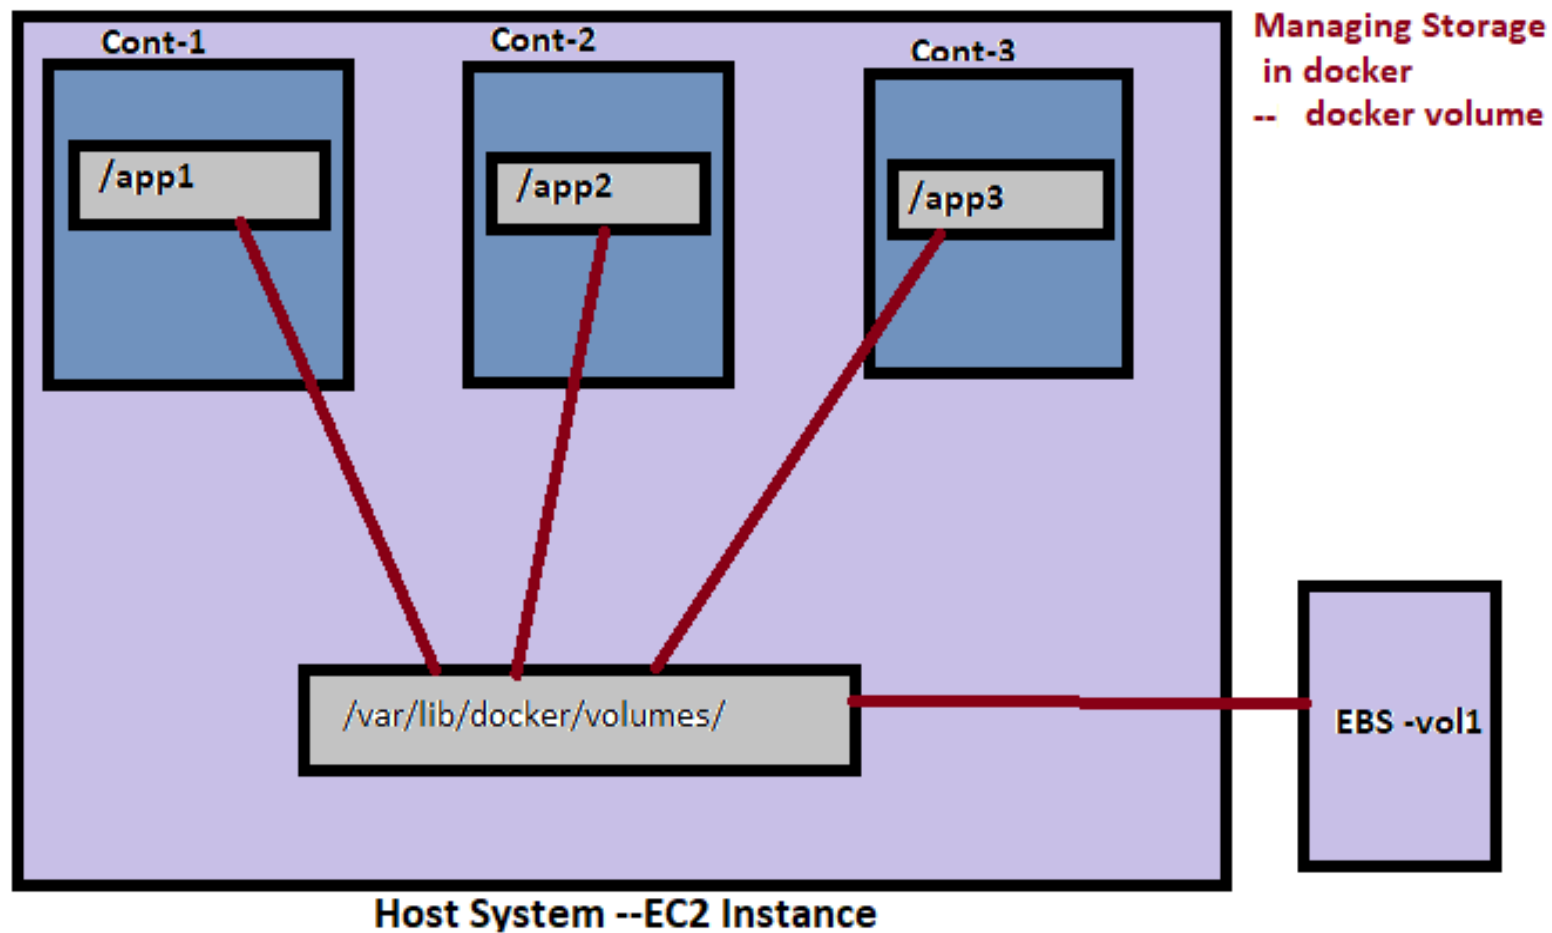 Managing Storage
in docker
-- docker volume
Cont-1
Cont-2
Cont-3
/app1
/app2
/app3
/var/lib/docker/volumes/
EBS -vol1
Host System --EC2 Instance